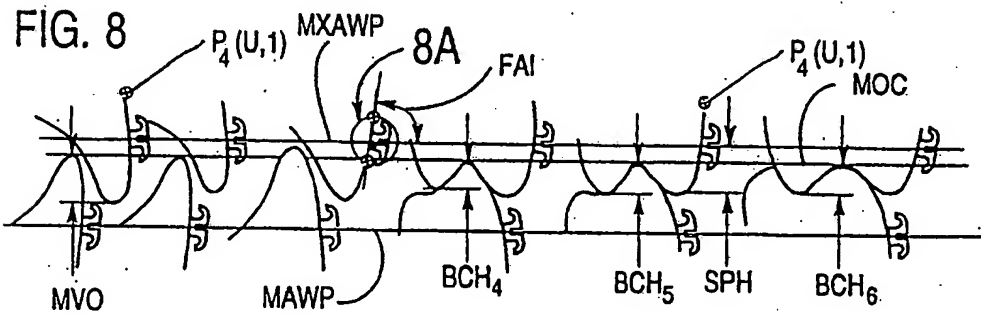 FIG. 8
P4(U,1)
MXAWP
8A
FAI
P4(U,1)
MOC
MVO
MAWP
BCH4
BCH5
SPH
BCH6